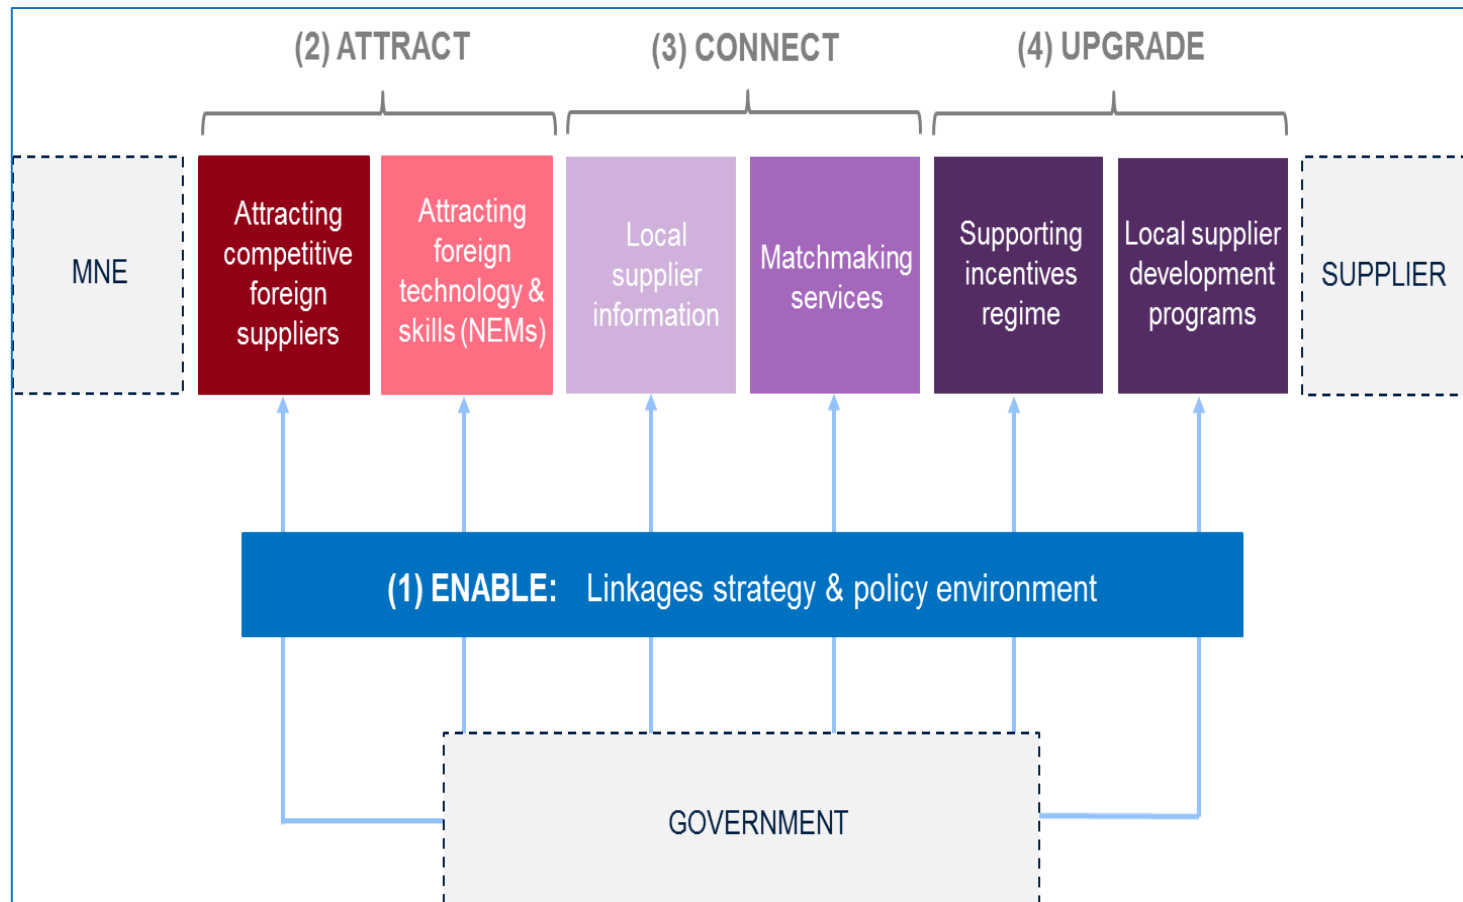 (2) ATTRACT
(3) CONNECT
(4) UPGRADE
MNE
Attracting
competitive
foreign
suppliers
Attracting
foreign
technology &
skills (NEMs)
Local
supplier
information
Matchmaking
services
Supporting
incentives
regime
Local supplier
development
programs
SUPPLIER
(1) ENABLE: Linkages strategy & policy environment
GOVERNMENT